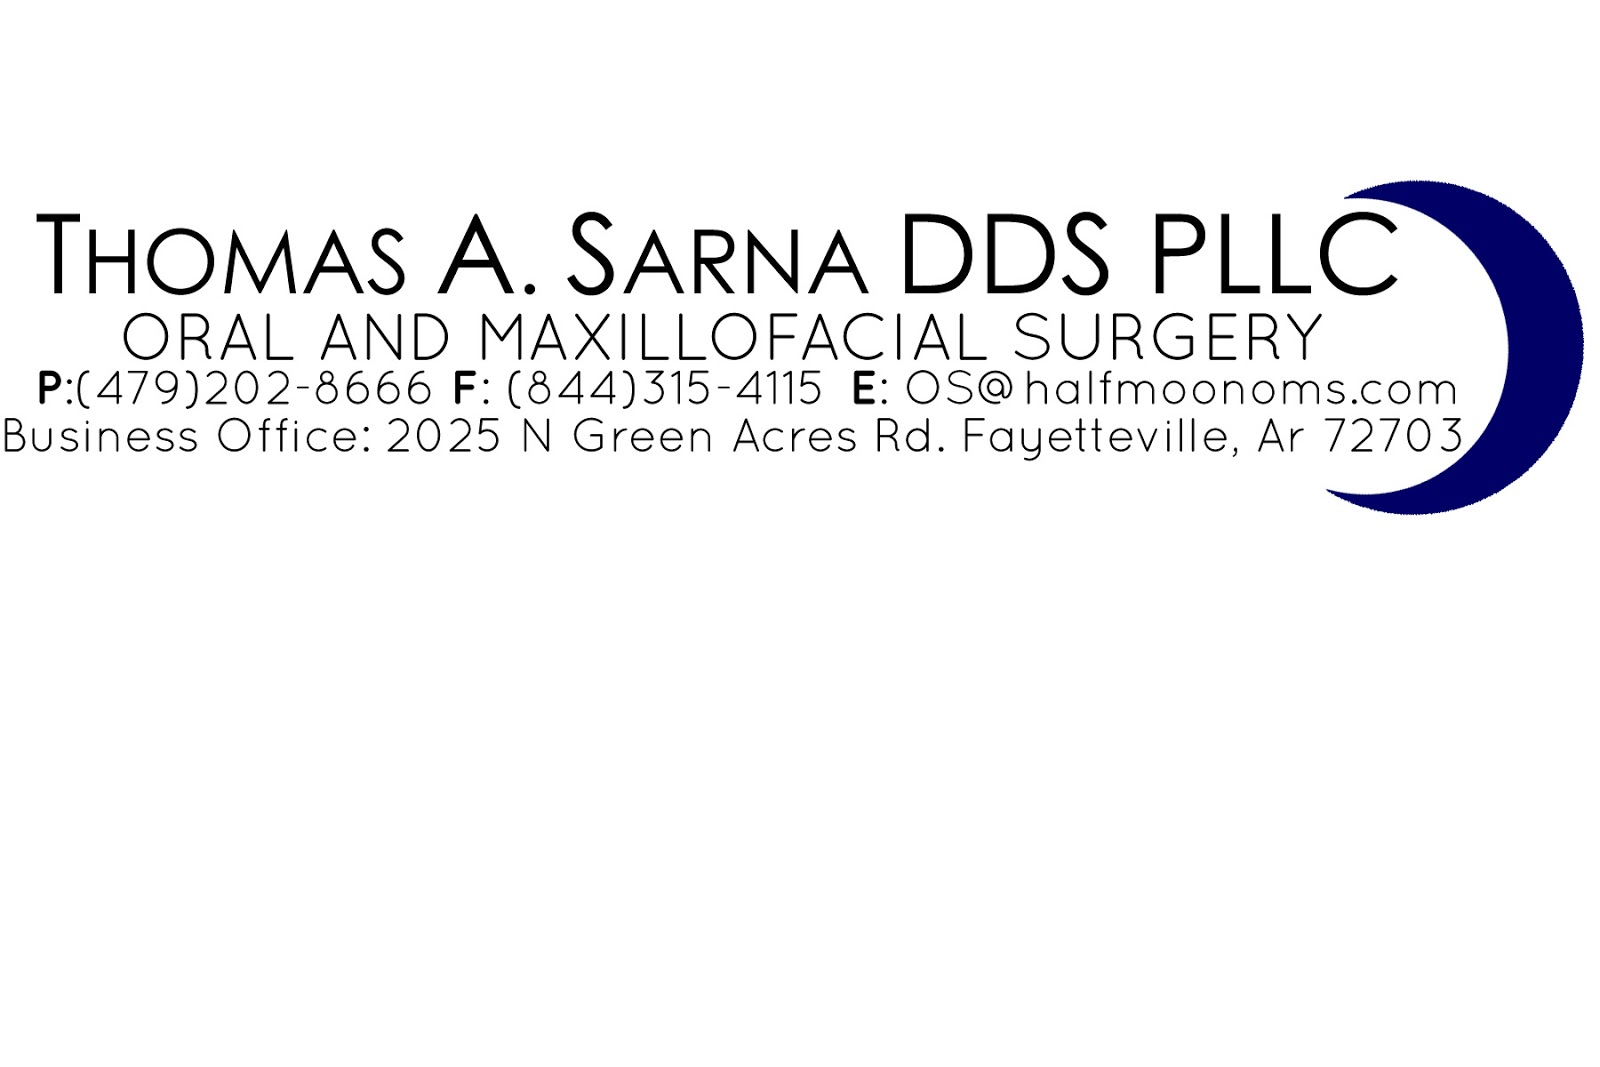 THOMAS A. SARNA DDS PLLC
ORAL AND MAXILLOFACIAL SURGERY
P:(479)202-8666 F: (844)315-4115 E: OS@halfmoonoms.com
Business Office: 2025 N Green Acres Rd. Fayetteville, Ar 72703